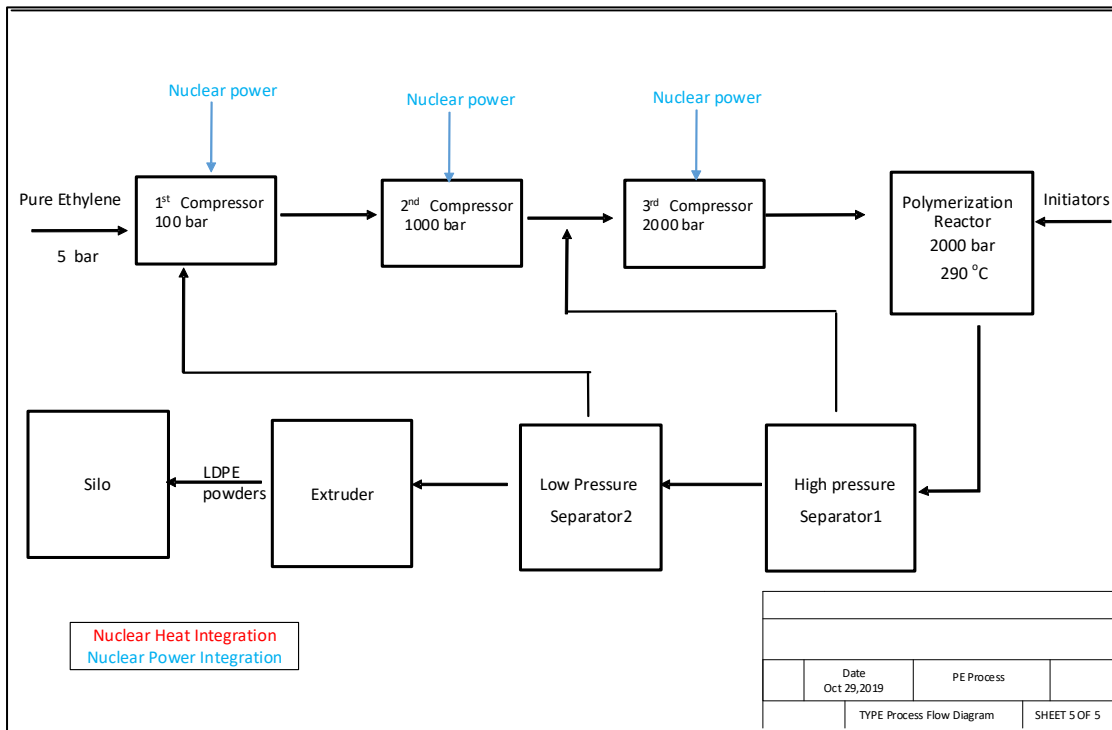 Nuclear power
Nuclear power
Nuclear power
Pure Ethylene
5 bar
1st Compressor
100 bar
2nd Compressor
1000 bar
3rd Compressor
2000 bar
Polymerization
Reactor
2000 bar
290 °C
Initiators
Silo
LDPE
powders
Extruder
Low Pressure
Separator2
High pressure
Separator1
Nuclear Heat Integration
Nuclear Power Integration
Date
Oct 29,2019
PE Process
TYPE Process Flow Diagram
SHEET 5 OF 5